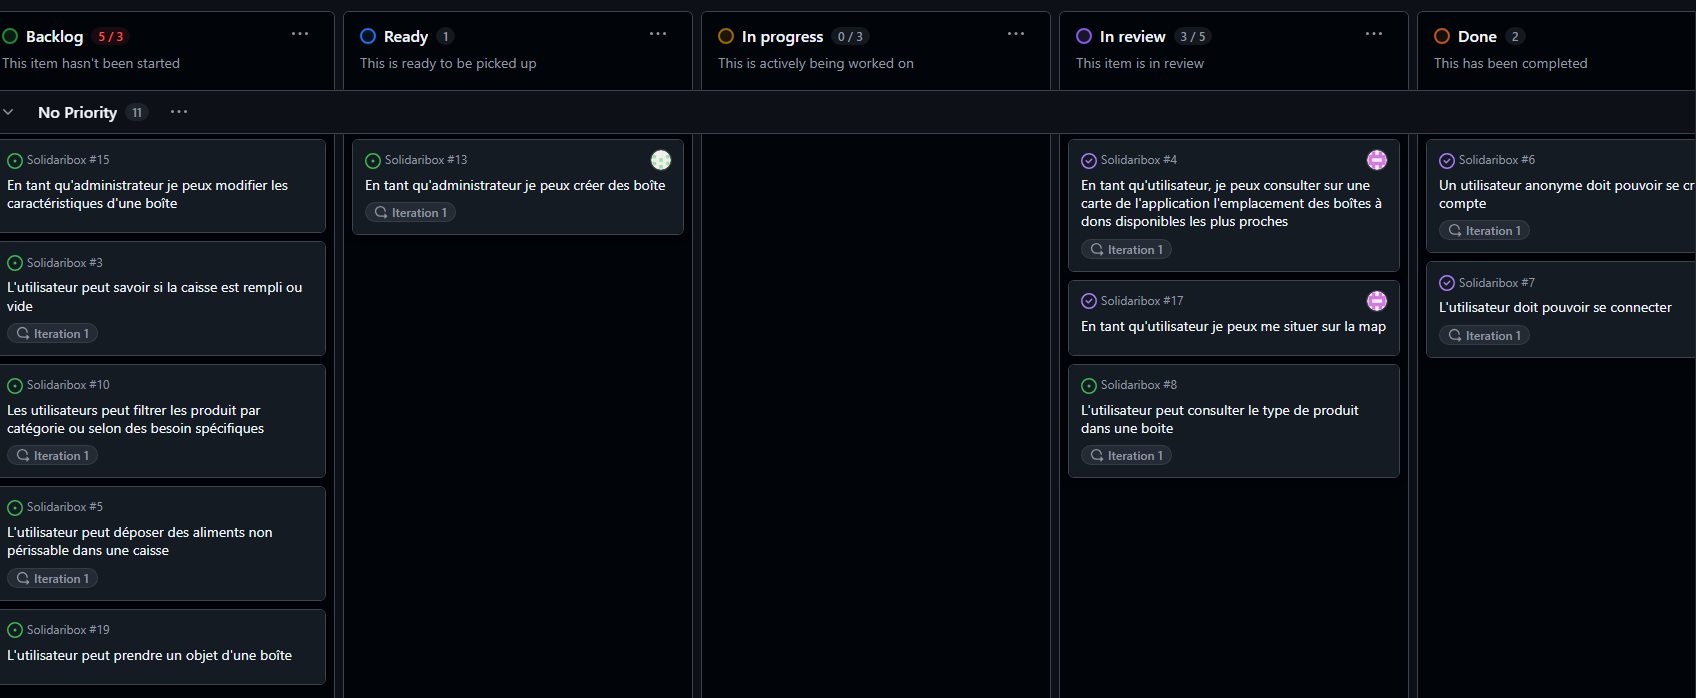 Backlog 5 / 3
This item hasn't been started
Ready 1
This is ready to be picked up
In progress 0 / 3
This is actively being worked on
In review 3 / 5
This item is in review
Done 2
This has been completed
No Priority 11
Solidaribox #15
En tant qu'administrateur je peux modifier les
caractéristiques d'une boîte
Solidaribox #3
L'utilisateur peut savoir si la caisse est rempli ou
vide
Iteration 1
Solidaribox #10
Les utilisateurs peut filtrer les produit par
catégorie ou selon des besoin spécifiques
Iteration 1
Solidaribox #5
L'utilisateur peut déposer des aliments non
périssable dans une caisse
Iteration 1
Solidaribox #19
L'utilisateur peut prendre un objet d'une boîte
Solidaribox #13
En tant qu'administrateur je peux créer des boîte
Iteration 1
Solidaribox #4
En tant qu'utilisateur, je peux consulter sur une
carte de l'application l'emplacement des boîtes à
dons disponibles les plus proches
Iteration 1
Solidaribox #17
En tant qu'utilisateur je peux me situer sur la map
Solidaribox #8
L'utilisateur peut consulter le type de produit
dans une boite
Iteration 1
Solidaribox #6
Un utilisateur anonyme doit pouvoir se cr
compte
Iteration 1
Solidaribox #7
L'utilisateur doit pouvoir se connecter
Iteration 1